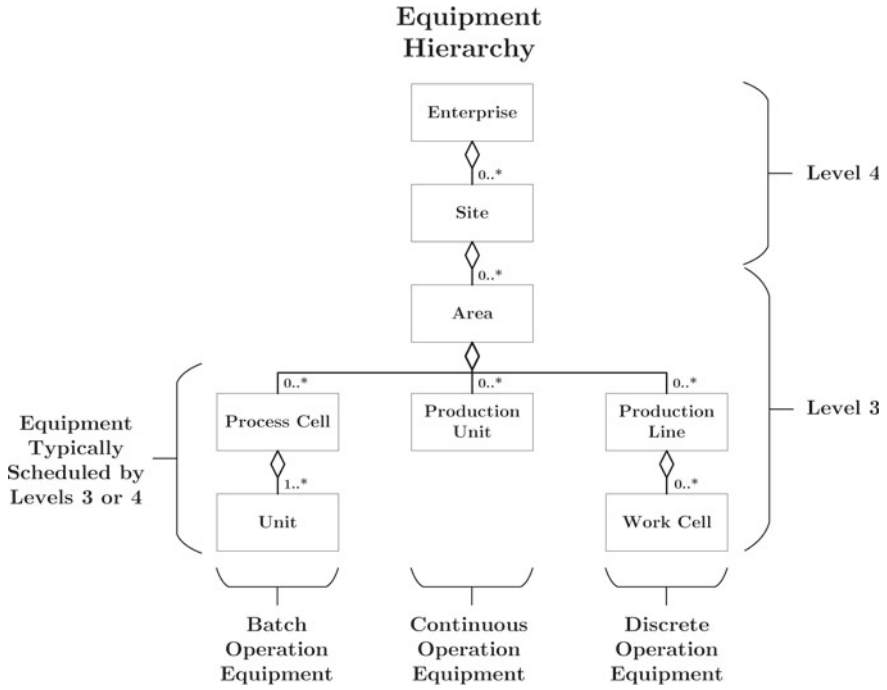 Equipment
Hierarchy
Enterprise
0..*
Level 4
Site
0..*
Area
0..*
0..*
0..*
Process Cell
Production
Unit
Production
Line
Level 3
Equipment
Typically
Scheduled by
Levels 3 or 4
1..*
0..*
Unit
Work Cell
Batch
Operation
Equipment
Continuous
Operation
Equipment
Discrete
Operation
Equipment